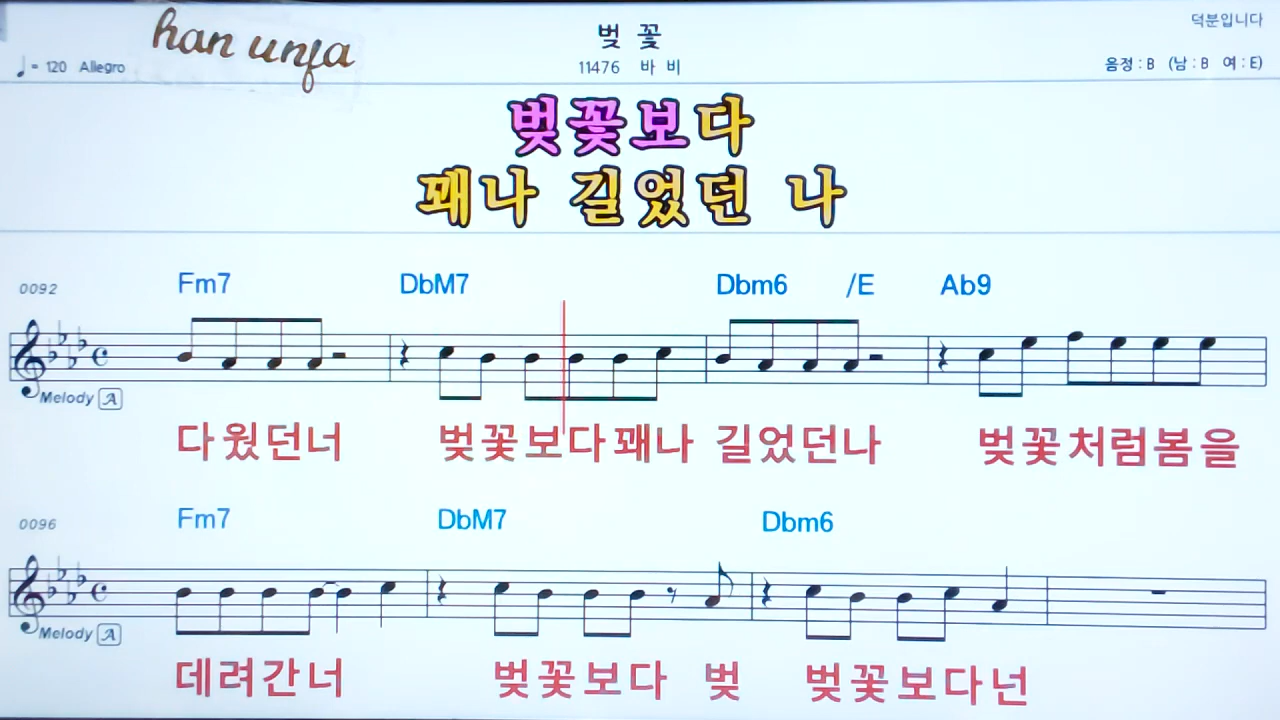 han unfa
벚 꽃
덕분입니다
♩= 120 Allegro
11476 바 비
음정 : B (남 : B 여 : E)
벚꽃보다
꽤나 길었던 나
0092 Fm7 DbM7 Dbm6 /E Ab9
Melody A
다웠던너 벚꽃보다꽤나 길었던나 벚꽃처럼봄을
0096 Fm7 DbM7 Dbm6
Melody A
데려간너 벚꽃보다 벚 벚꽃보다넌